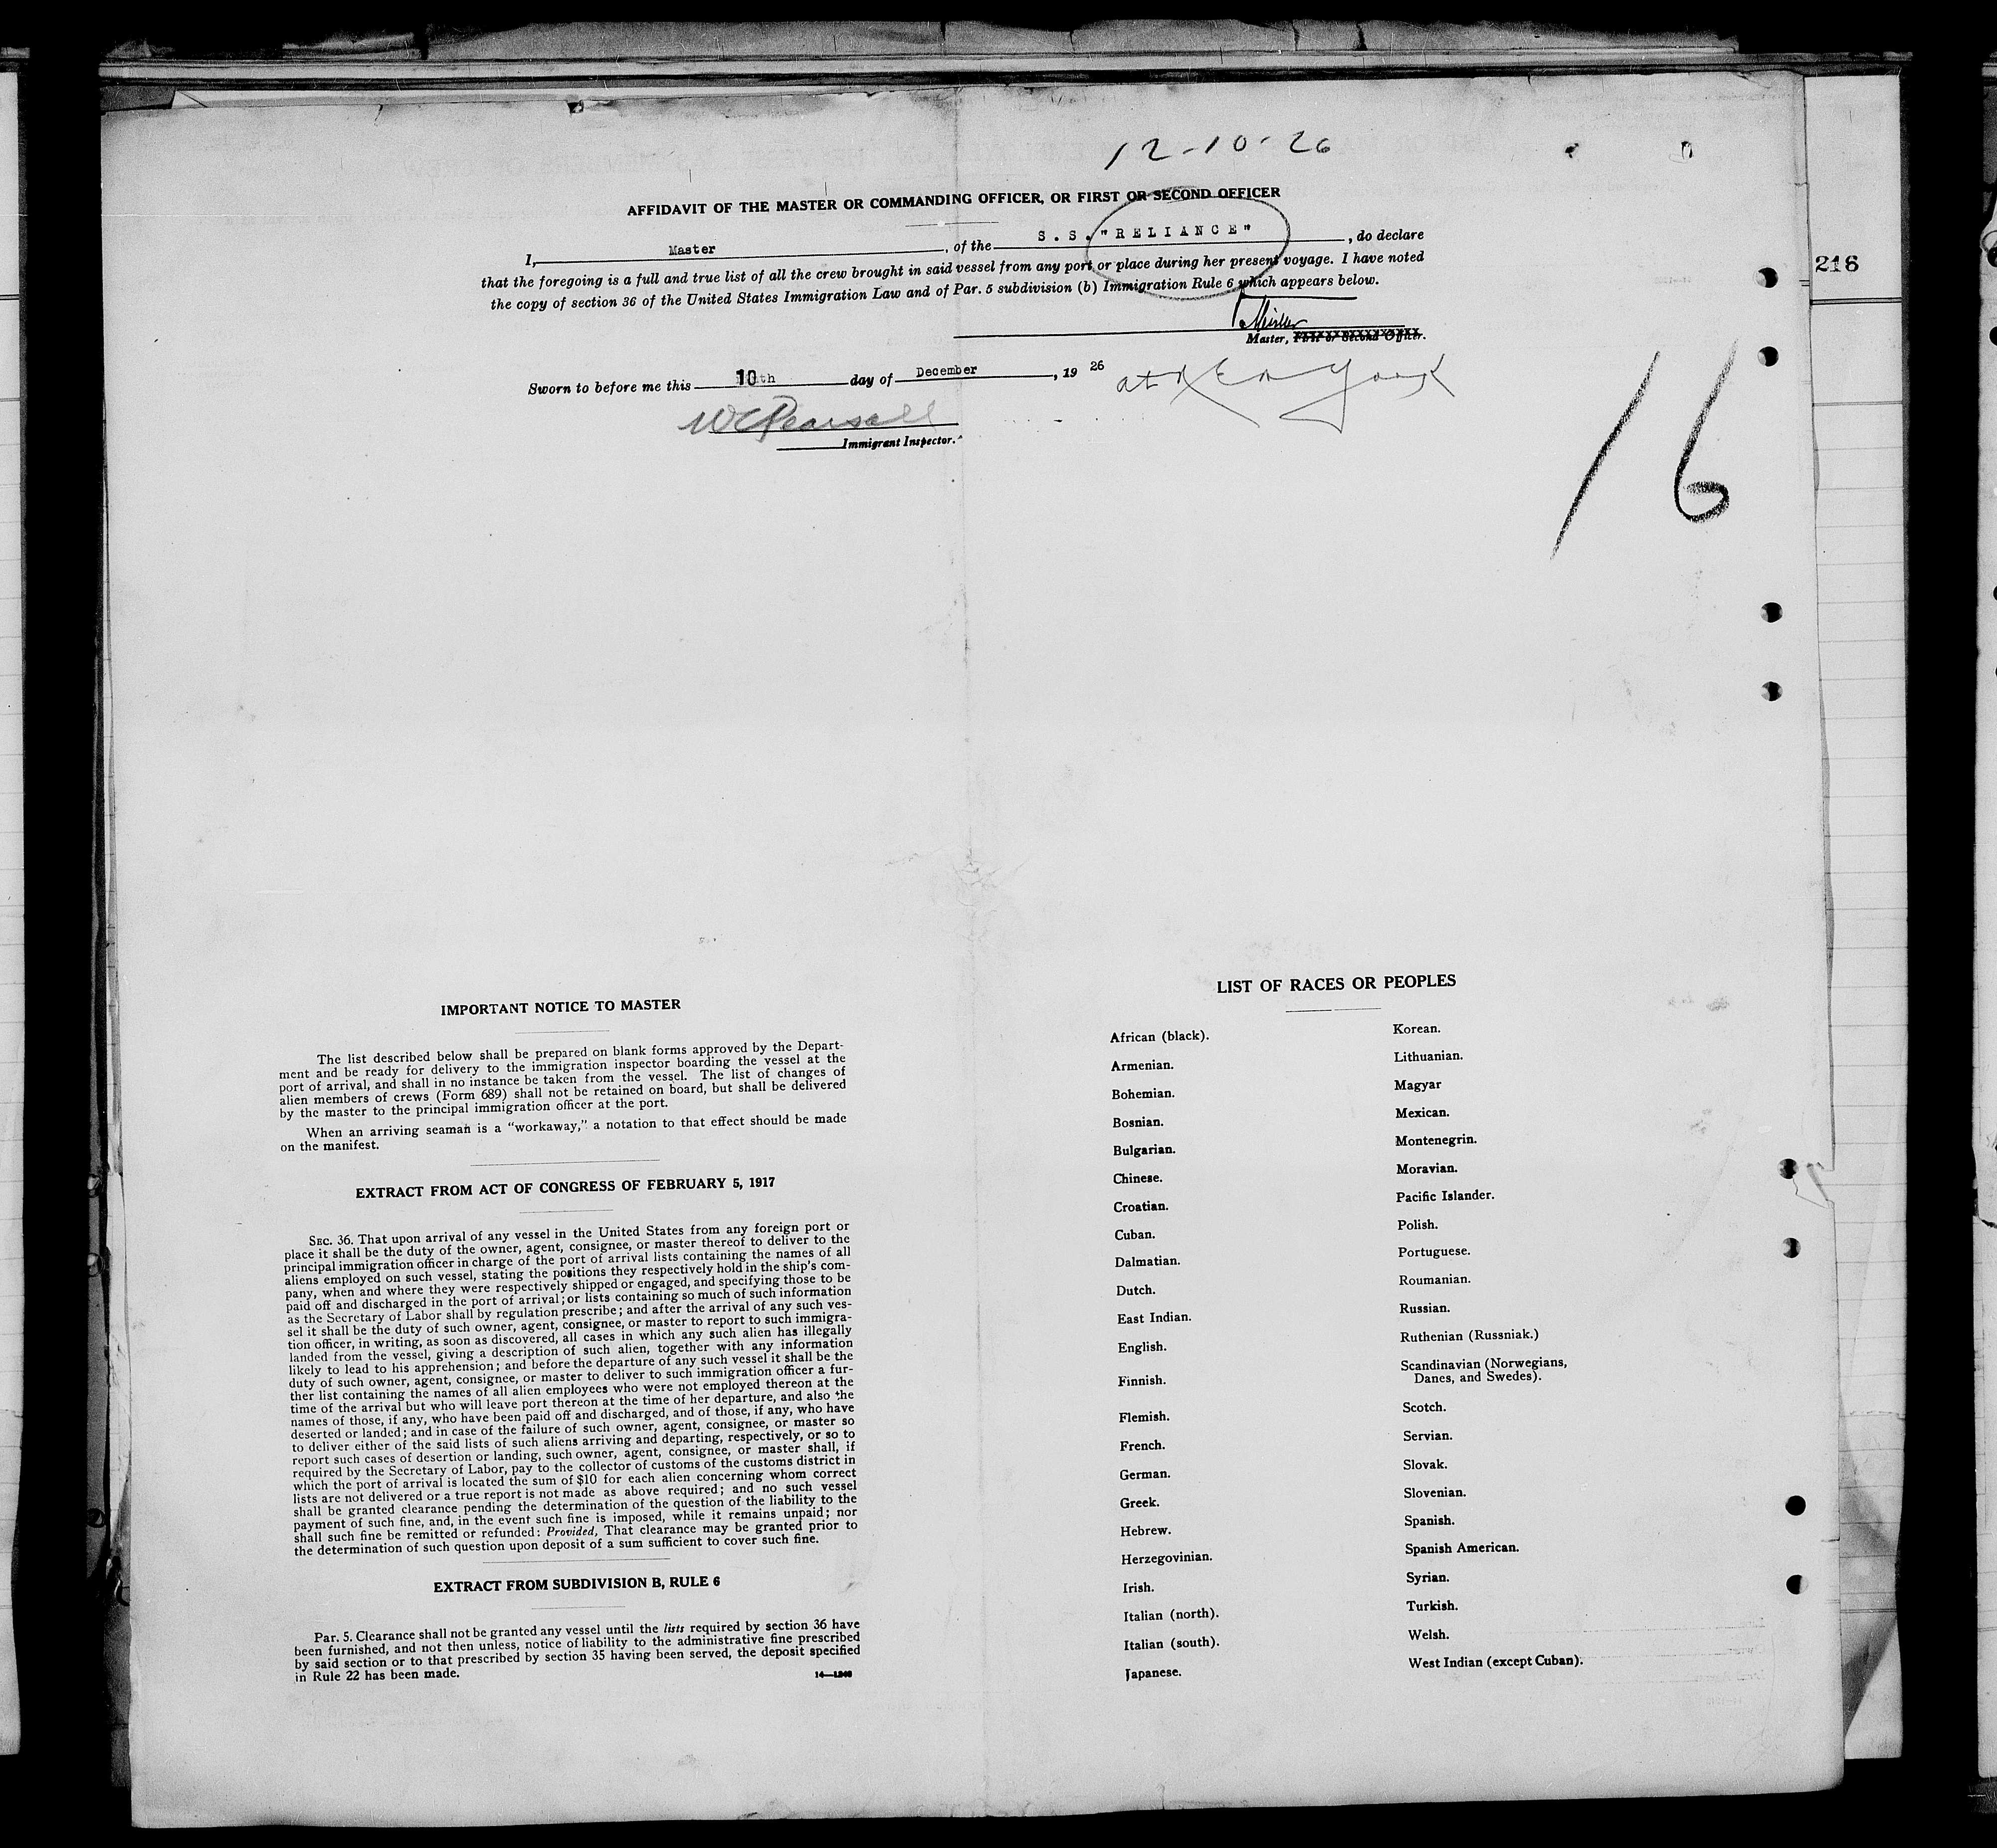 12-10-26
AFFIDAVIT OF THE MASTER OR COMMANDING OFFICER, OR FIRST OR SECOND OFFICER
I, Master, of the S.S. "RELIANCE", do declare
that the foregoing is a full and true list of all the crew brought in said vessel from any port or place during her present voyage. I have noted
the copy of section 36 of the United States Immigration Law and of Par. 5 subdivision (b) Immigration Rule 6 which appears below.
Master, First or Second Officer.
Sworn to before me this 10th day of December, 19 26 at New York
WC Pearsall
Immigrant Inspector.
16
216
IMPORTANT NOTICE TO MASTER
The list described below shall be prepared on blank forms approved by the Depart-
ment and be ready for delivery to the immigration inspector boarding the vessel at the
port of arrival, and shall in no instance be taken from the vessel. The list of changes of
alien members of crews (Form 689) shall not be retained on board, but shall be delivered
by the master to the principal immigration officer at the port.
When an arriving seaman is a "workaway," a notation to that effect should be made
on the manifest.
EXTRACT FROM ACT OF CONGRESS OF FEBRUARY 5, 1917
SEC. 36. That upon arrival of any vessel in the United States from any foreign port or
place it shall be the duty of the owner, agent, consignee, or master thereof to deliver to the
principal immigration officer in charge of the port of arrival lists containing the names of all
aliens employed on such vessel, stating the positions they respectively hold in the ship's com-
pany, when and where they were respectively shipped or engaged, and specifying those to be
paid off and discharged in the port of arrival; or lists containing so much of such information
as the Secretary of Labor shall by regulation prescribe; and after the arrival of any such ves-
sel it shall be the duty of such owner, agent, consignee, or master to report to such immigra-
tion officer, in writing, as soon as discovered, all cases in which any such alien has illegally
landed from the vessel, giving a description of such alien, together with any information
likely to lead to his apprehension; and before the departure of any such vessel it shall be the
duty of such owner, agent, consignee, or master to deliver to such immigration officer a fur-
ther list containing the names of all alien employees who were not employed thereon at the
time of the arrival but who will leave port thereon at the time of her departure, and also the
names of those, if any, who have been paid off and discharged, and of those, if any, who have
deserted or landed; and in case of the failure of such owner, agent, consignee, or master so
to deliver either of the said lists of such aliens arriving and departing, respectively, or so to
report such cases of desertion or landing, such owner, agent, consignee, or master shall, if
required by the Secretary of Labor, pay to the collector of customs of the customs district in
which the port of arrival is located the sum of $10 for each alien concerning whom correct
lists are not delivered or a true report is not made as above required; and no such vessel
shall be granted clearance pending the determination of the question of the liability to the
payment of such fine, and, in the event such fine is imposed, while it remains unpaid; nor
shall such fine be remitted or refunded: Provided, That clearance may be granted prior to
the determination of such question upon deposit of a sum sufficient to cover such fine.
EXTRACT FROM SUBDIVISION B, RULE 6
Par. 5. Clearance shall not be granted any vessel until the lists required by section 36 have
been furnished, and not then unless, notice of liability to the administrative fine prescribed
by said section or to that prescribed by section 35 having been served, the deposit specified
in Rule 22 has been made.
LIST OF RACES OR PEOPLES
African (black).
Armenian.
Bohemian.
Bosnian.
Bulgarian.
Chinese.
Croatian.
Cuban.
Dalmatian.
Dutch.
East Indian.
English.
Finnish.
Flemish.
French.
German.
Greek.
Hebrew.
Herzegovinian.
Irish.
Italian (north).
Italian (south).
Japanese.
Korean.
Lithuanian.
Magyar
Mexican.
Montenegrin.
Moravian.
Pacific Islander.
Polish.
Portuguese.
Roumanian.
Russian.
Ruthenian (Russniak.)
Scandinavian (Norwegians,
Danes, and Swedes).
Scotch.
Servian.
Slovak.
Slovenian.
Spanish.
Spanish American.
Syrian.
Turkish.
Welsh.
West Indian (except Cuban).